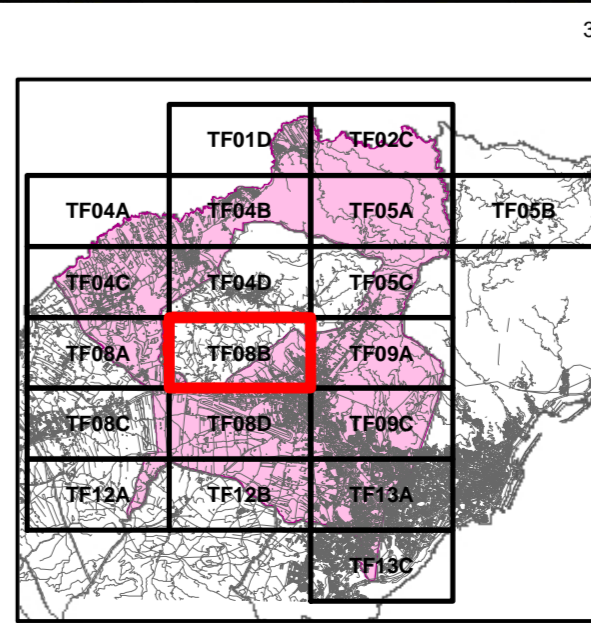 3
TF01D TF02C
TF04A TF04B TF05A TF05B
TF04C TF04D TF05C
TF08A TF08B TF09A
TF08C TF08D TF09C
TF12A TF12B TF13A
TF13C